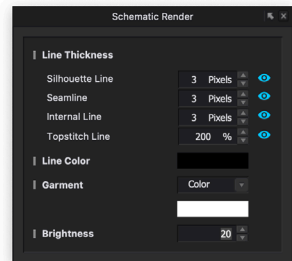 Schematic Render
Line Thickness
Silhouette Line 3 Pixels
Seamline 3 Pixels
Internal Line 3 Pixels
Topstitch Line 200 %
Line Color
Garment Color
Brightness 20